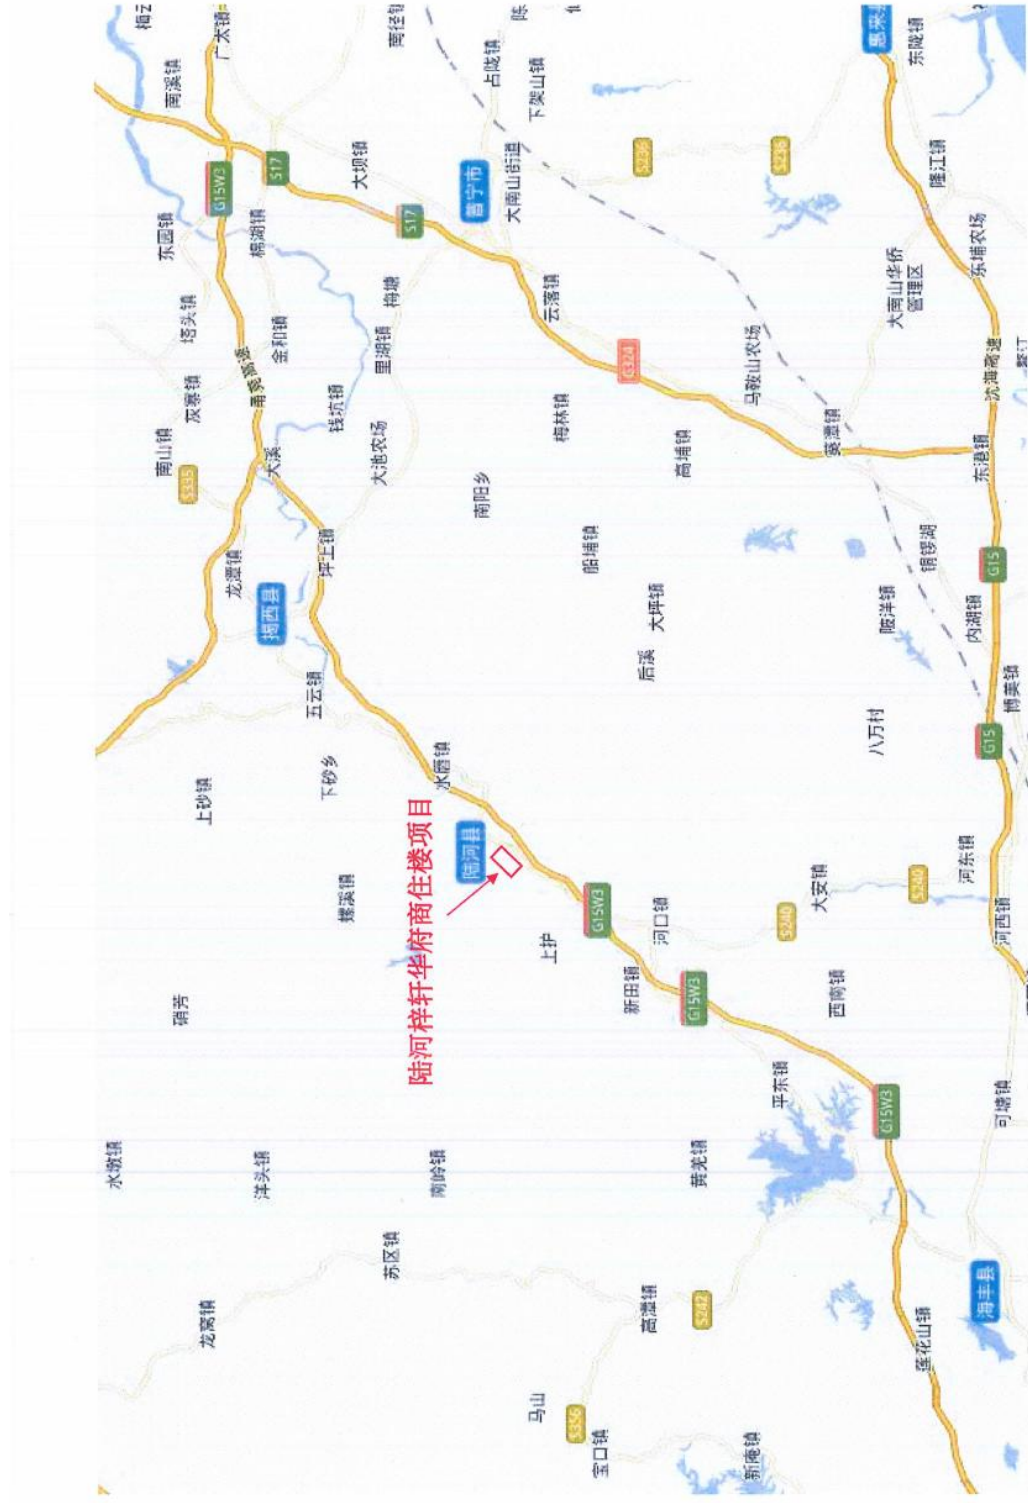 水墩镇
南溪镇
南山镇
东园镇
硝芳
S335
塔头镇
灰寨镇
龙窝镇
上砂镇
广太镇
G15W3
龙潭镇
甬莞高速
洋头镇
棉湖镇
揭西县
大溪
S17
金和镇
五云镇
坪上镇
下砂乡
钱坑镇
螺溪镇
大坝镇
大池农场
里湖镇
苏区镇
梅塘
S17
陆河梓轩华府商住楼项目
南岭镇
水唇镇
陆河县
普宁市
南阳乡
占陇镇
大南山街道
马山
上护
下架山镇
云落镇
梅林镇
S356
船埔镇
宝口镇
G15W3
G324
新田镇
S236
高潭镇
后溪
大坪镇
河口镇
高埔镇
黄羌镇
G15W3
S242
新庵镇
马鞍山农场
平东镇
S240
S236
大安镇
西南镇
葵潭镇
八万村
惠来县
G15W3
陂洋镇
大南山华侨
管理区
东陇镇
莲花山镇
S240
铜锣湖
隆江镇
河东镇
内湖镇
东埔农场
海丰县
G15
G15
东港镇
沈海高速
可塘镇
河西镇
博美镇